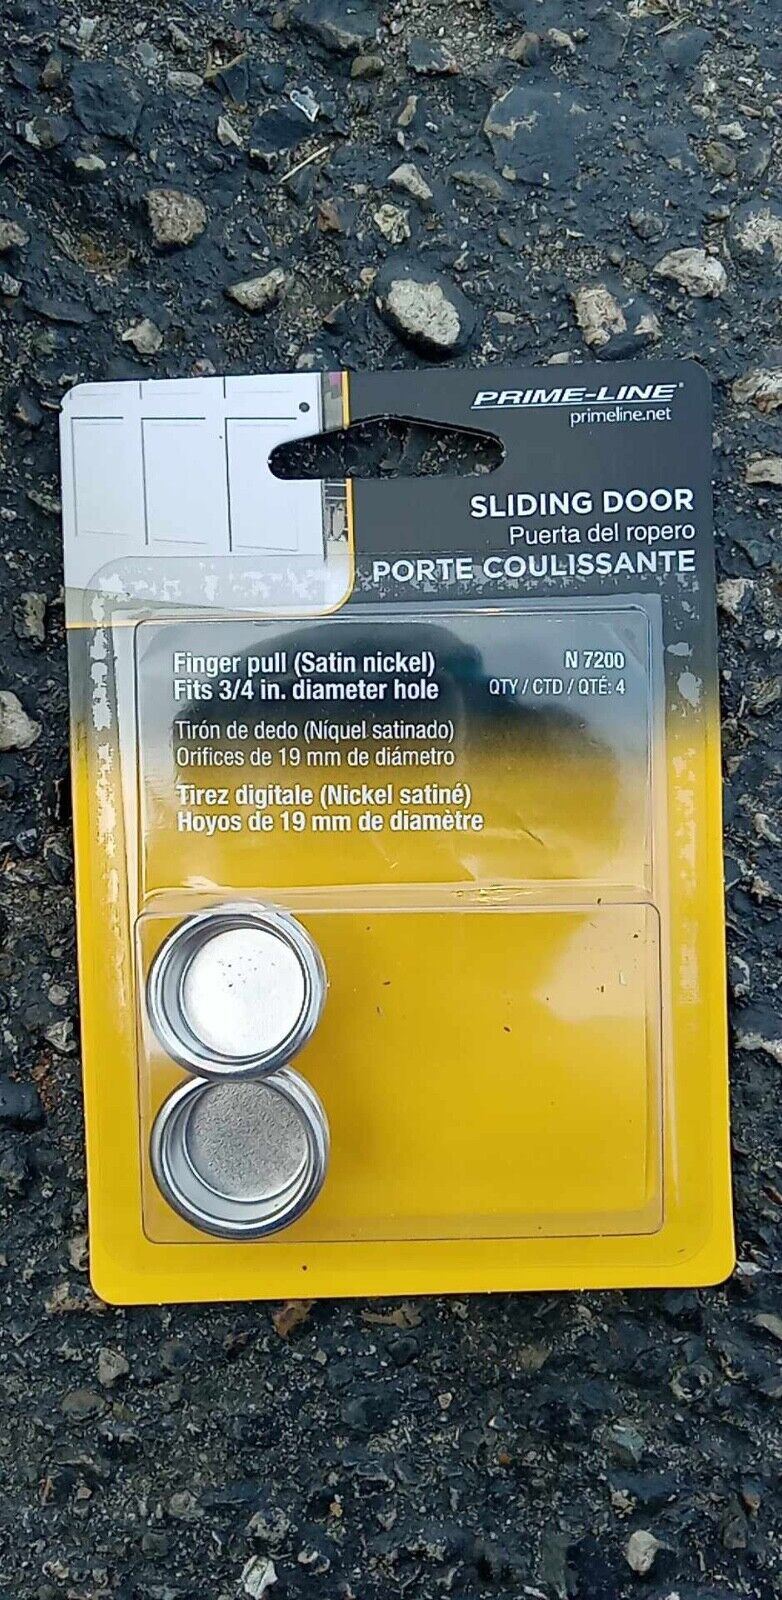 PRIME-LINE®
primeline.net
SLIDING DOOR
Puerta del ropero
PORTE COULISSANTE
Finger pull (Satin nickel)
Fits 3/4 in. diameter hole
N 7200
QTY / CTD / QTÉ: 4
Tirón de dedo (Níquel satinado)
Orifices de 19 mm de diámetro
Tirez digitale (Nickel satiné)
Hoyos de 19 mm de diamètre